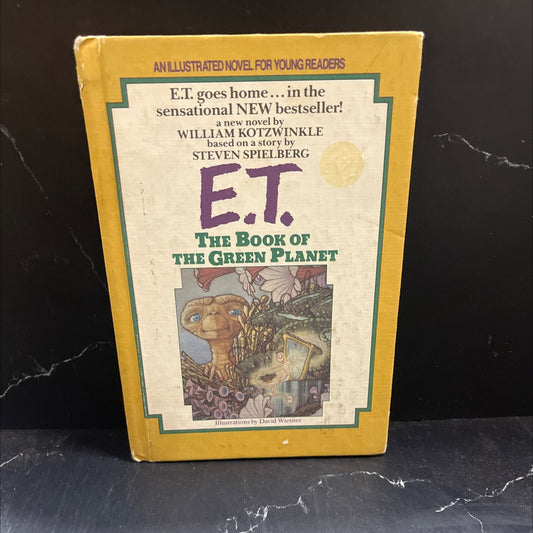 AN ILLUSTRATED NOVEL FOR YOUNG READERS
E.T. goes home...in the
sensational NEW bestseller!
a new novel by
WILLIAM KOTZWINKLE
based on a story by
STEVEN SPIELBERG
E.T.
THE BOOK OF
THE GREEN PLANET
Illustrations by David Wiesner